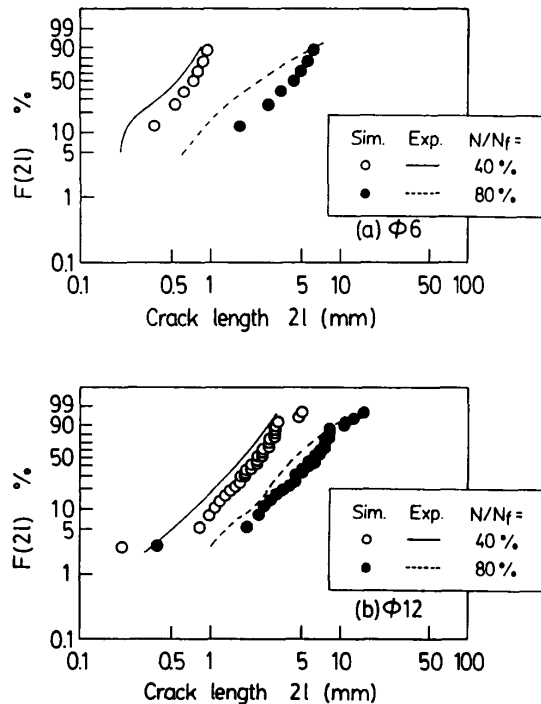 99
90
50
10
5
1
0.1
F(2l) %
Sim. Exp. N/Nf =
40 %
80 %
(a) Φ6
0.1 0.5 1 5 10 50 100
Crack length 2l (mm)
99
90
50
10
5
1
0.1
F(2l) %
Sim. Exp. N/Nf =
40 %
80 %
(b) Φ12
0.1 0.5 1 5 10 50 100
Crack length 2l (mm)